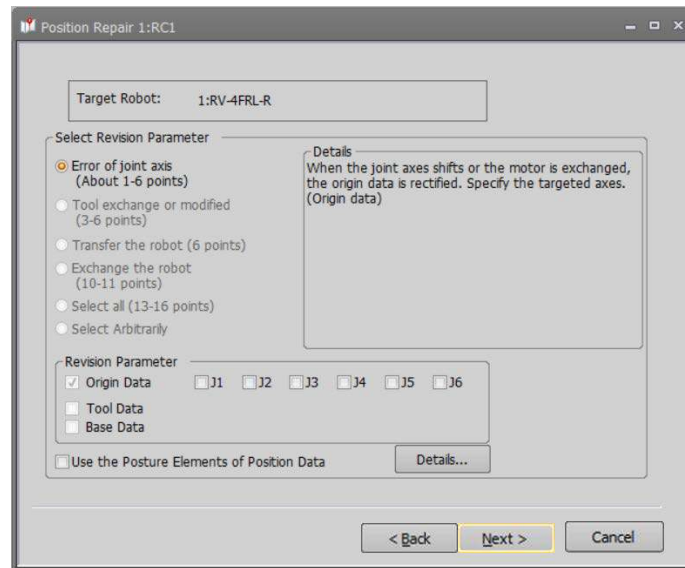 Position Repair 1:RC1
Target Robot: 1:RV-4FRL-R
Select Revision Parameter
Error of joint axis
(About 1-6 points)
Tool exchange or modified
(3-6 points)
Transfer the robot (6 points)
Exchange the robot
(10-11 points)
Select all (13-16 points)
Select Arbitrarily
Details
When the joint axes shifts or the motor is exchanged,
the origin data is rectified. Specify the targeted axes.
(Origin data)
Revision Parameter
Origin Data J1 J2 J3 J4 J5 J6
Tool Data
Base Data
Use the Posture Elements of Position Data Details...
< Back Next > Cancel